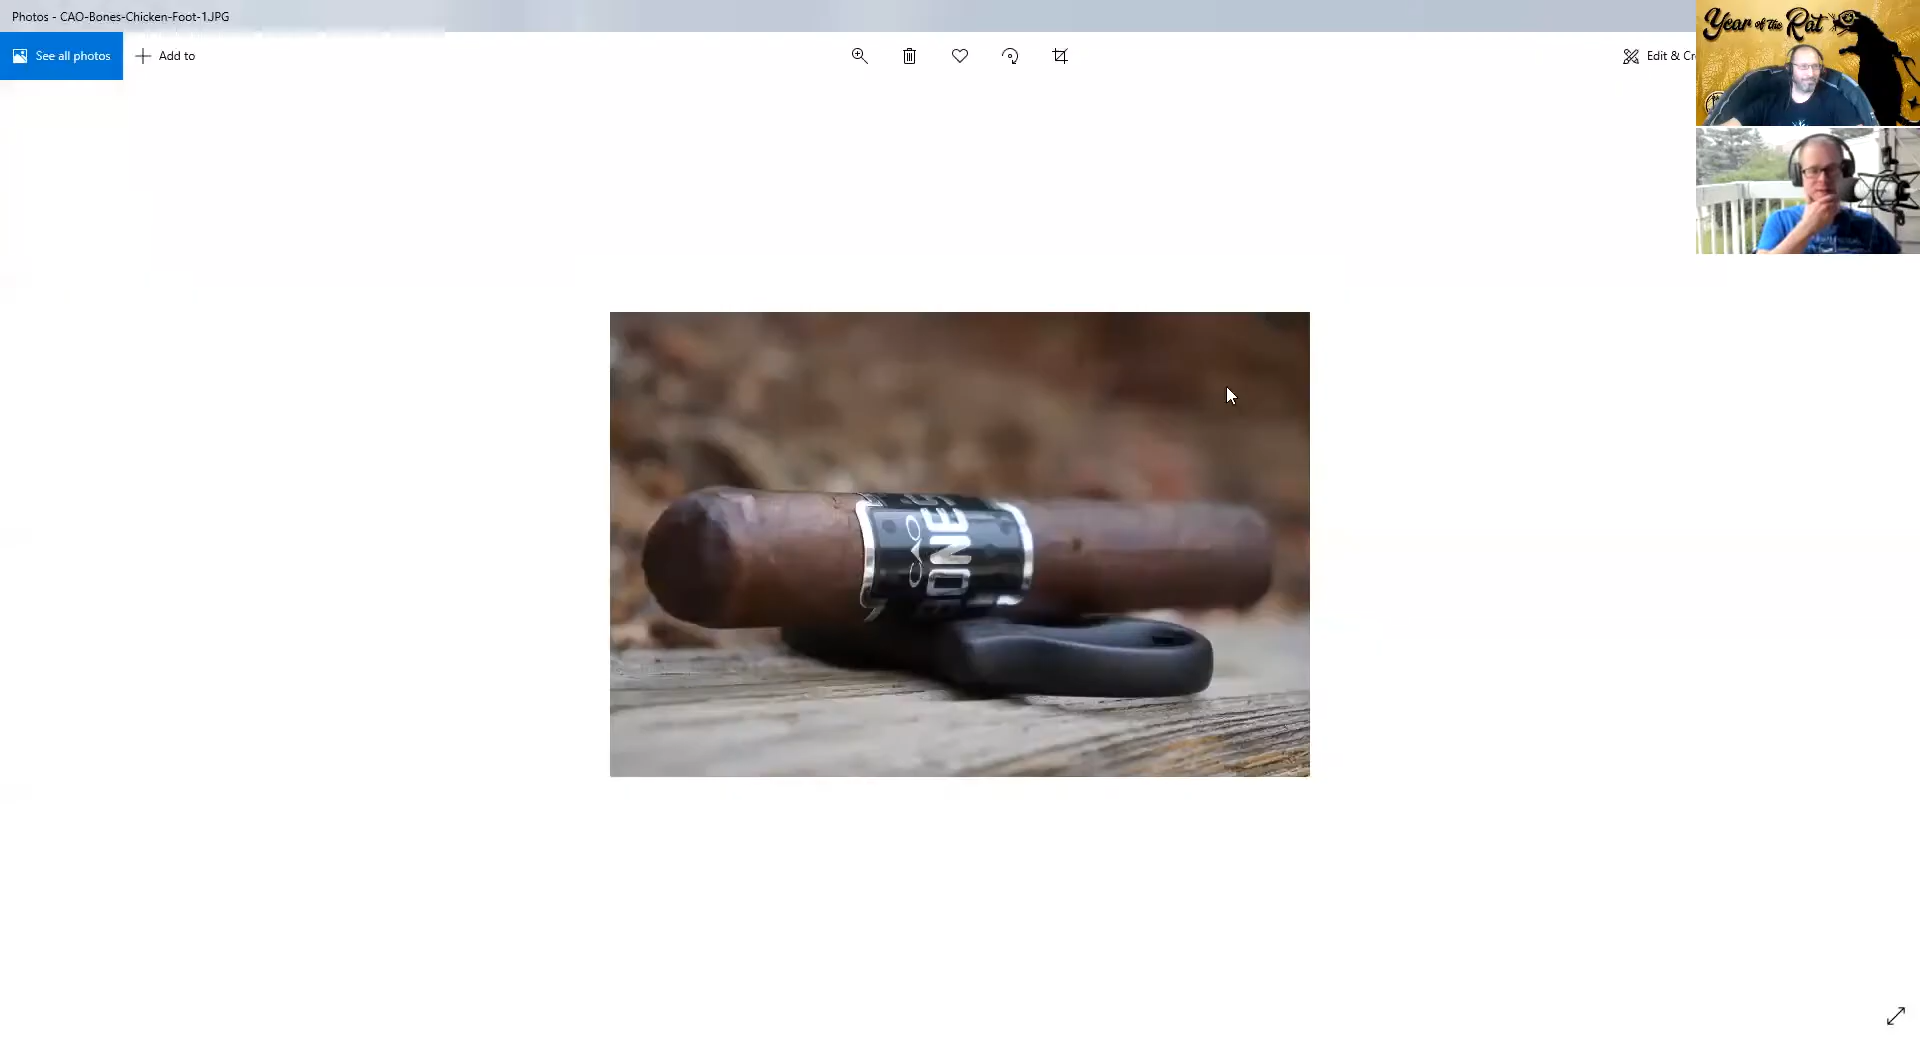 Photos - CAO-Bones-Chicken-Foot-1.JPG
See all photos
Add to
Edit & Cr
Year of the Rat
CAO
BONES